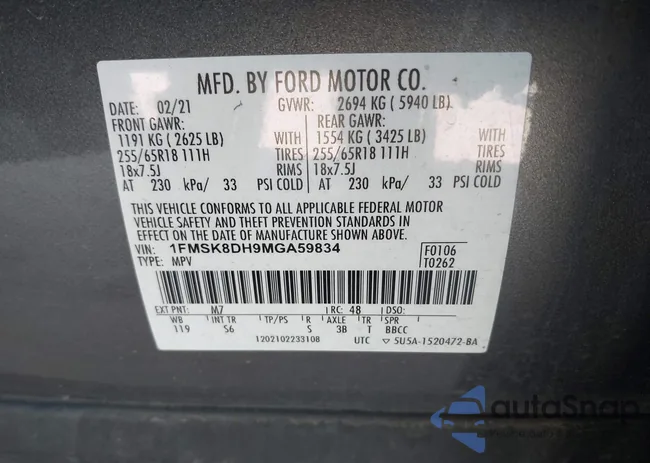 MFD. BY FORD MOTOR CO.
DATE: 02/21 GVWR: 2694 KG ( 5940 LB)
FRONT GAWR: REAR GAWR:
1191 KG ( 2625 LB) WITH 1554 KG ( 3425 LB) WITH
255/65R18 111H TIRES 255/65R18 111H TIRES
18x7.5J RIMS 18x7.5J RIMS
AT 230 kPa/ 33 PSI COLD AT 230 kPa/ 33 PSI COLD
THIS VEHICLE CONFORMS TO ALL APPLICABLE FEDERAL MOTOR
VEHICLE SAFETY AND THEFT PREVENTION STANDARDS IN
EFFECT ON THE DATE OF MANUFACTURE SHOWN ABOVE.
VIN: 1FMSK8DH9MGA59834 F0106
TYPE: MPV T0262
EXT PNT: M7 RC: 48 DSO:
WB INT TR TP/PS R AXLE TR SPR
119 S6 S 3B T BBCC
1202102233108 UTC ▽ 5U5A-1520472-BA
autoSnap